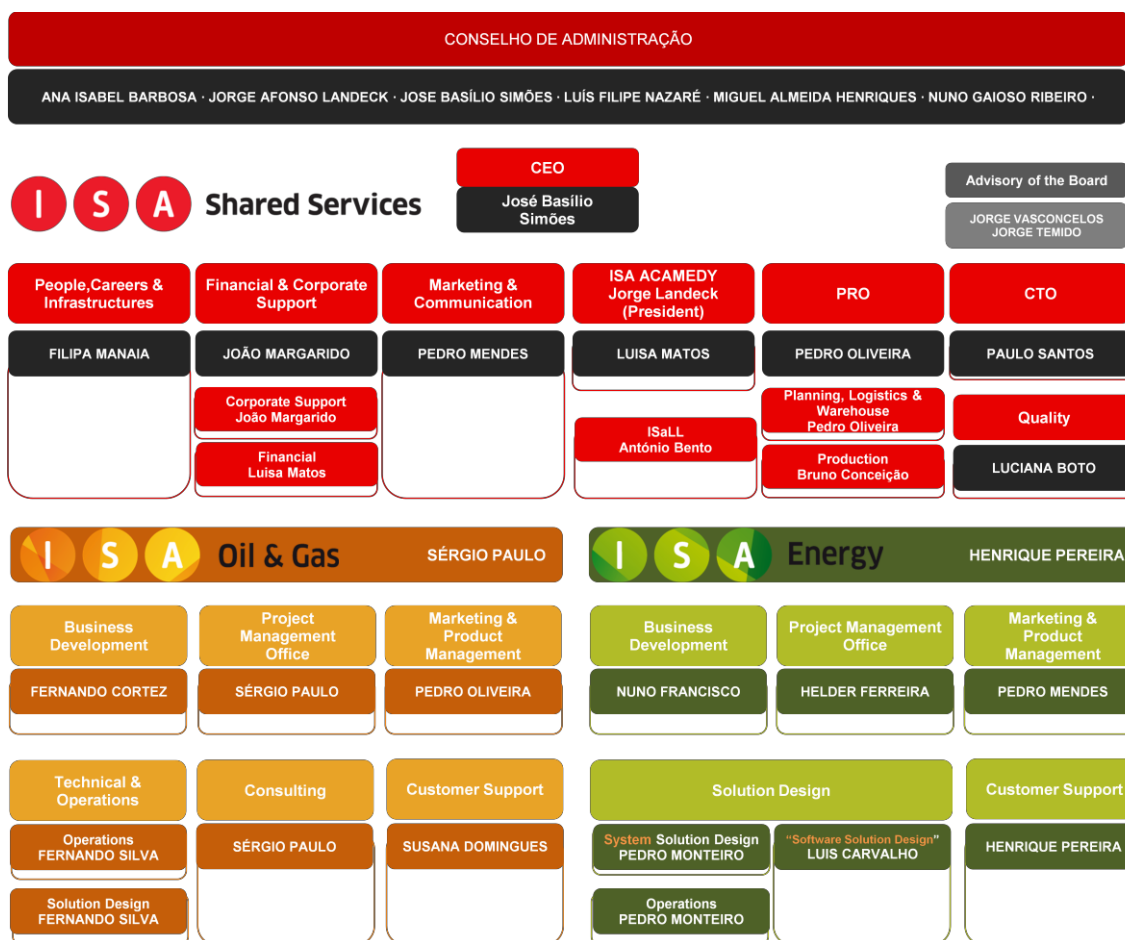 CONSELHO DE ADMINISTRAÇÃO
ANA ISABEL BARBOSA · JORGE AFONSO LANDECK · JOSE BASÍLIO SIMÕES · LUÍS FILIPE NAZARÉ · MIGUEL ALMEIDA HENRIQUES · NUNO GAIOSO RIBEIRO ·
CEO
José Basílio
Simões
Advisory of the Board
JORGE VASCONCELOS
JORGE TEMIDO
I S A Shared Services
People,Careers &
Infrastructures
FILIPA MANAIA
Financial & Corporate
Support
JOÃO MARGARIDO
Corporate Support
João Margarido
Financial
Luisa Matos
Marketing &
Communication
PEDRO MENDES
ISA ACAMEDY
Jorge Landeck
(President)
LUISA MATOS
ISaLL
António Bento
PRO
PEDRO OLIVEIRA
Planning, Logistics &
Warehouse
Pedro Oliveira
Production
Bruno Conceição
CTO
PAULO SANTOS
Quality
LUCIANA BOTO
I S A Oil & Gas SÉRGIO PAULO
Business
Development
FERNANDO CORTEZ
Project
Management
Office
SÉRGIO PAULO
Marketing &
Product
Management
PEDRO OLIVEIRA
Technical &
Operations
Operations
FERNANDO SILVA
Solution Design
FERNANDO SILVA
Consulting
SÉRGIO PAULO
Customer Support
SUSANA DOMINGUES
I S A Energy HENRIQUE PEREIRA
Business
Development
NUNO FRANCISCO
Project Management
Office
HELDER FERREIRA
Marketing &
Product
Management
PEDRO MENDES
Solution Design
System Solution Design
PEDRO MONTEIRO
"Software Solution Design"
LUIS CARVALHO
Operations
PEDRO MONTEIRO
Customer Support
HENRIQUE PEREIRA